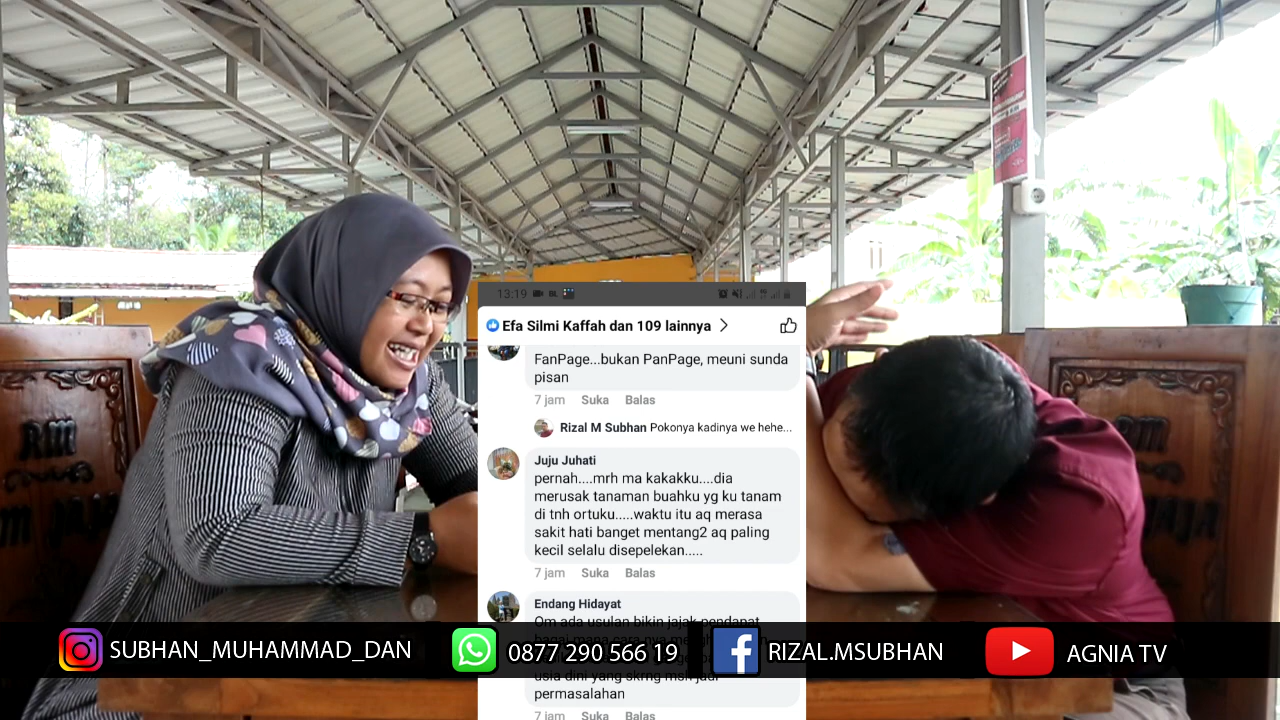 13:19
Efa Silmi Kaffah dan 109 lainnya
FanPage...bukan PanPage, meuni sunda
pisan
7 jam Suka Balas
Rizal M Subhan Pokonya kadinya we hehe...
Juju Juhati
pernah....mrh ma kakakku....dia
merusak tanaman buahku yg ku tanam
di tnh ortuku.....waktu itu aq merasa
sakit hati banget mentang2 aq paling
kecil selalu disepelekan.....
7 jam Suka Balas
Endang Hidayat
Om ada usulan bikin jajak pendapat
usia dini yang skrng msh jadi
permasalahan
7 jam Suka Balas
SUBHAN_MUHAMMAD_DAN
0877 290 566 19
RIZAL.MSUBHAN
AGNIA TV
RM
RM